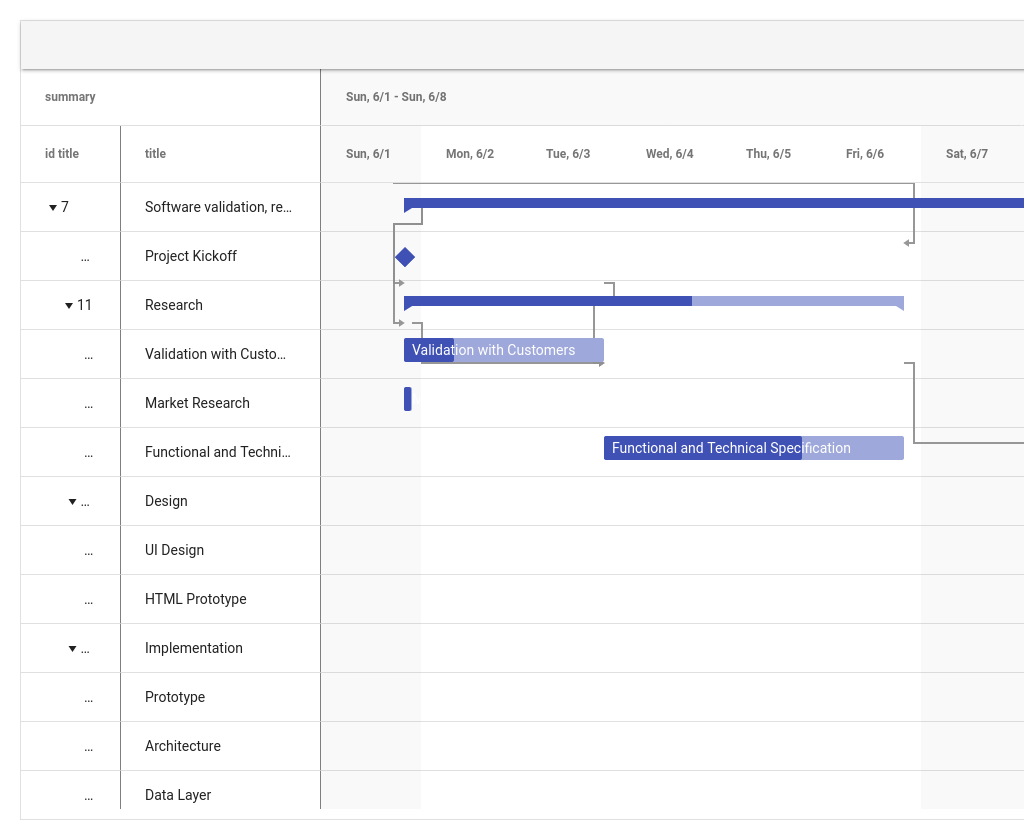 summary
Sun, 6/1 - Sun, 6/8
id title title Sun, 6/1 Mon, 6/2 Tue, 6/3 Wed, 6/4 Thu, 6/5 Fri, 6/6 Sat, 6/7
7 Software validation, re...
... Project Kickoff
11 Research
... Validation with Custo... Validation with Customers
... Market Research
... Functional and Techni... Functional and Technical Specification
... Design
... UI Design
... HTML Prototype
... Implementation
... Prototype
... Architecture
... Data Layer